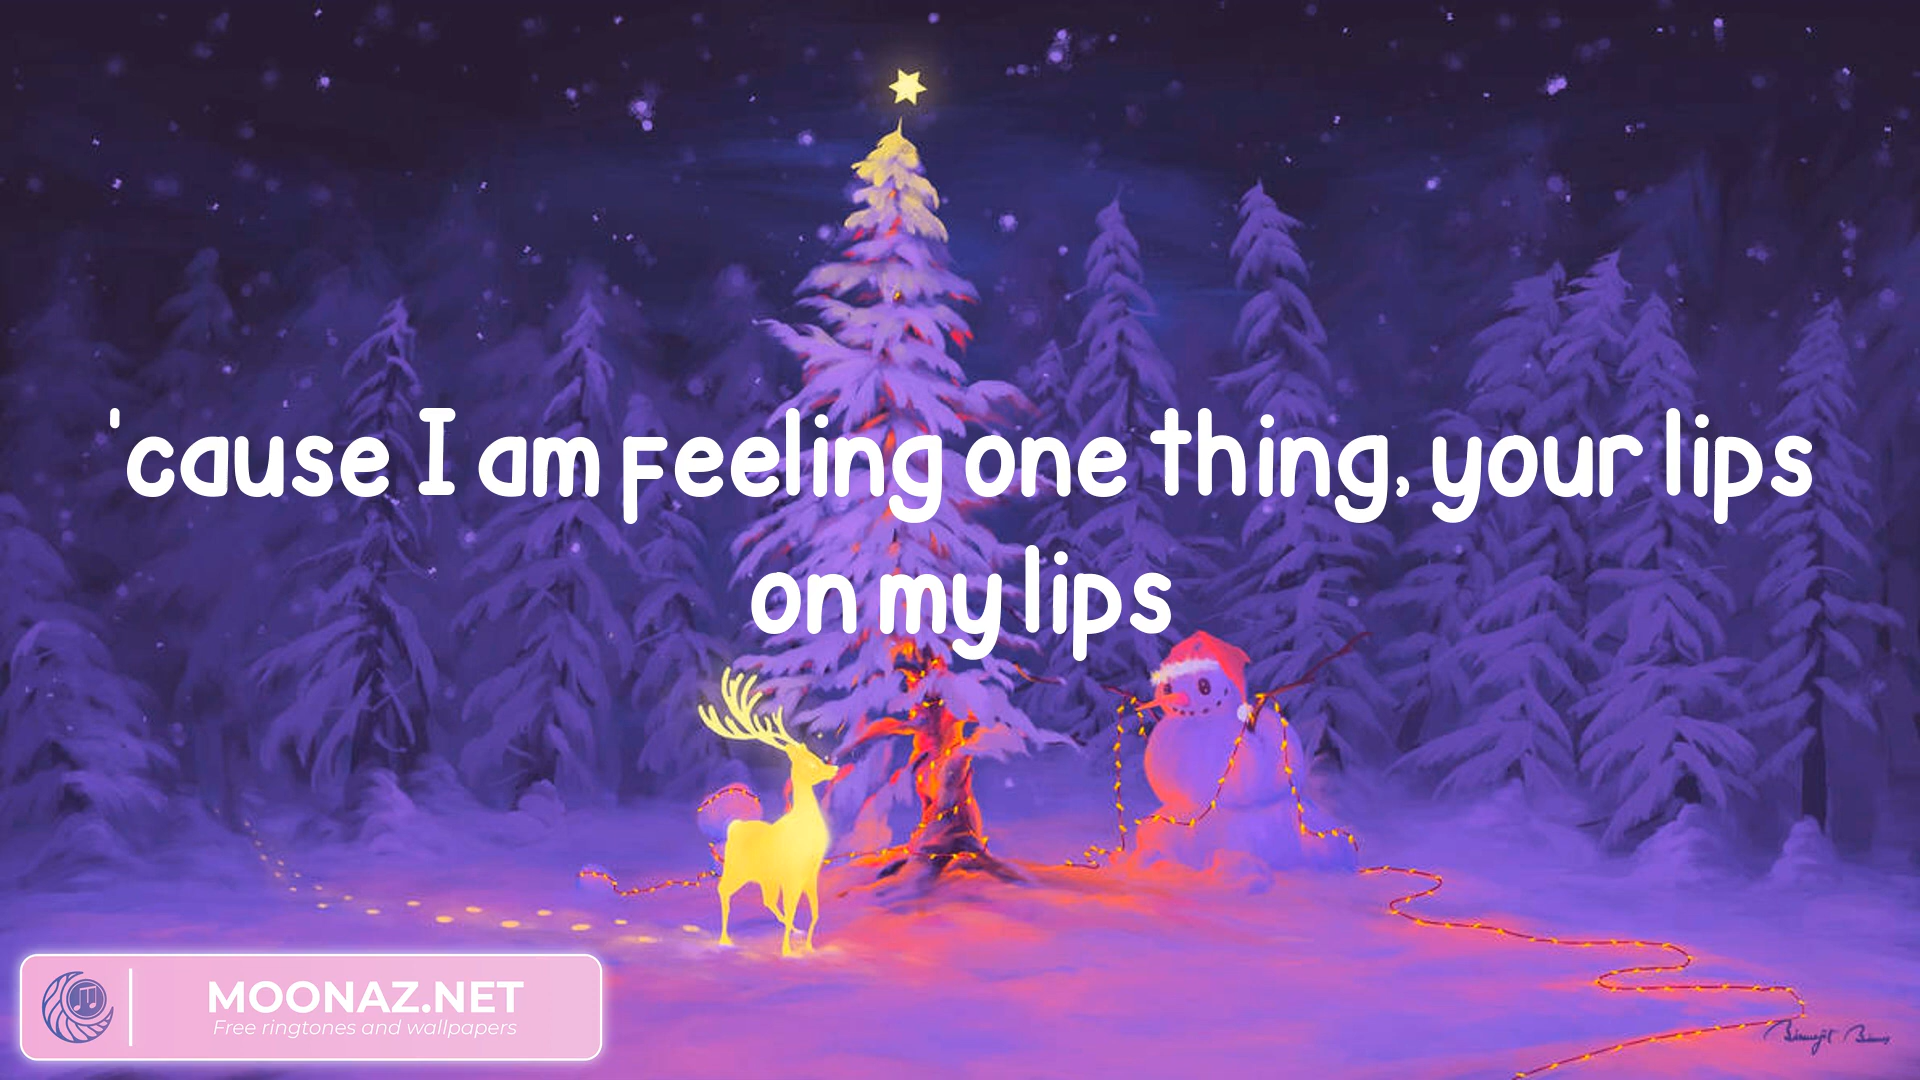 'cause I am feeling one thing, your lips
on my lips
MOONAZ.NET
Free ringtones and wallpapers